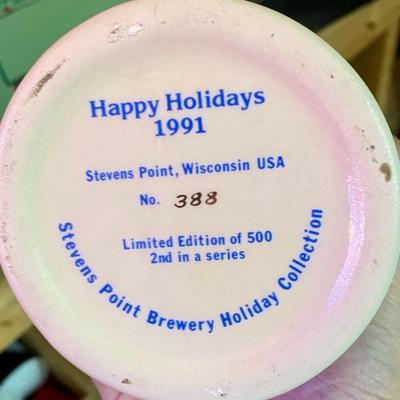 Happy Holidays
1991
Stevens Point, Wisconsin USA
No. 388
Limited Edition of 500
2nd in a series
Stevens Point Brewery Holiday Collection